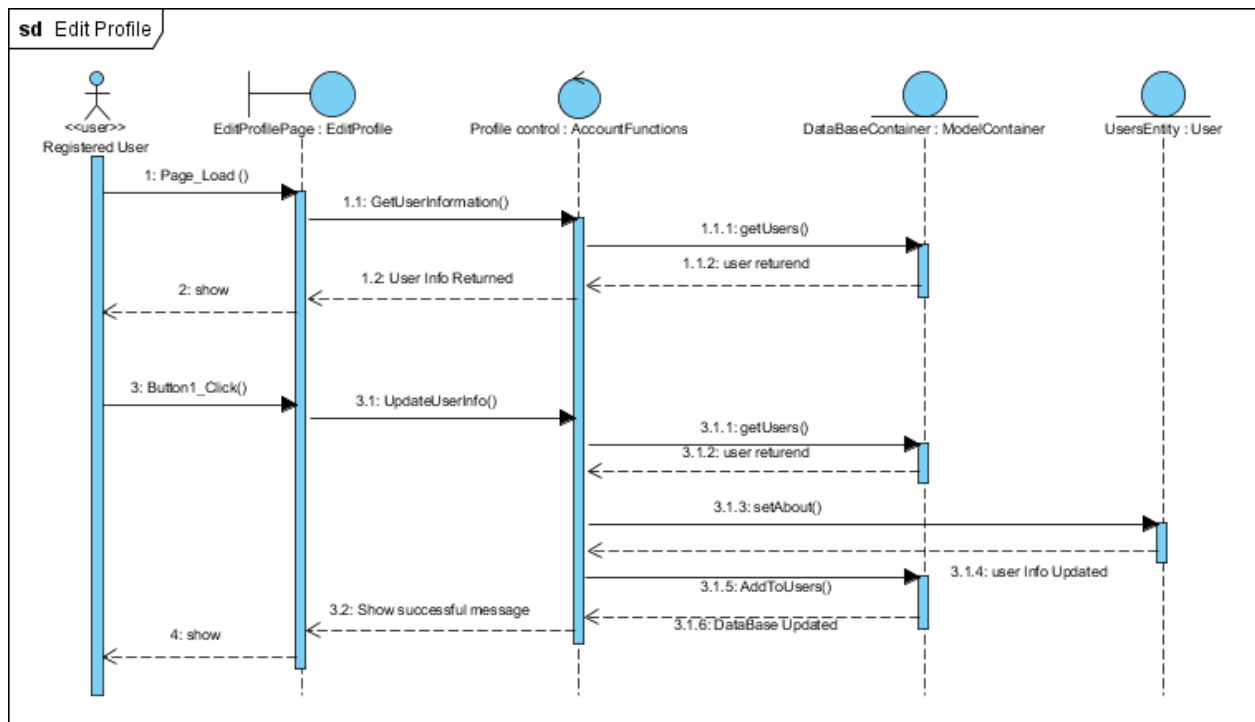 sd Edit Profile
<<user>>
Registered User
EditProfilePage : EditProfile
Profile control : AccountFunctions
DataBaseContainer : ModelContainer
UsersEntity : User
1: Page_Load ()
1.1: GetUserInformation()
1.1.1: getUsers()
1.1.2: user returend
1.2: User Info Returned
2: show
3: Button1_Click()
3.1: UpdateUserInfo()
3.1.1: getUsers()
3.1.2: user returend
3.1.3: setAbout()
3.1.4: user Info Updated
3.1.5: AddToUsers()
3.1.6: DataBase Updated
3.2: Show successful message
4: show